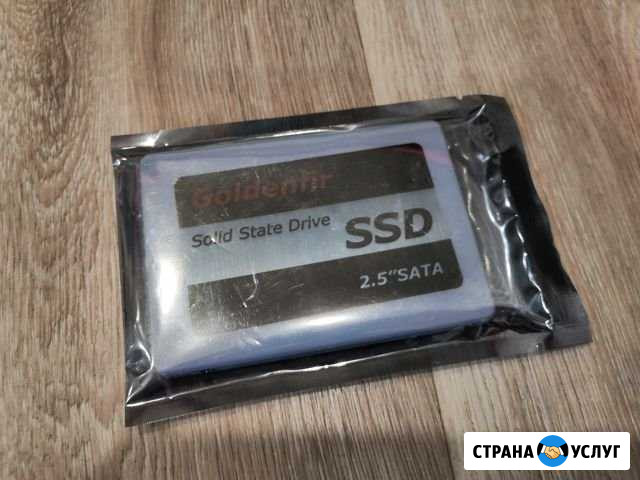 Goldenfir
Solid State Drive SSD
2.5"SATA
СТРАНА УСЛУГ